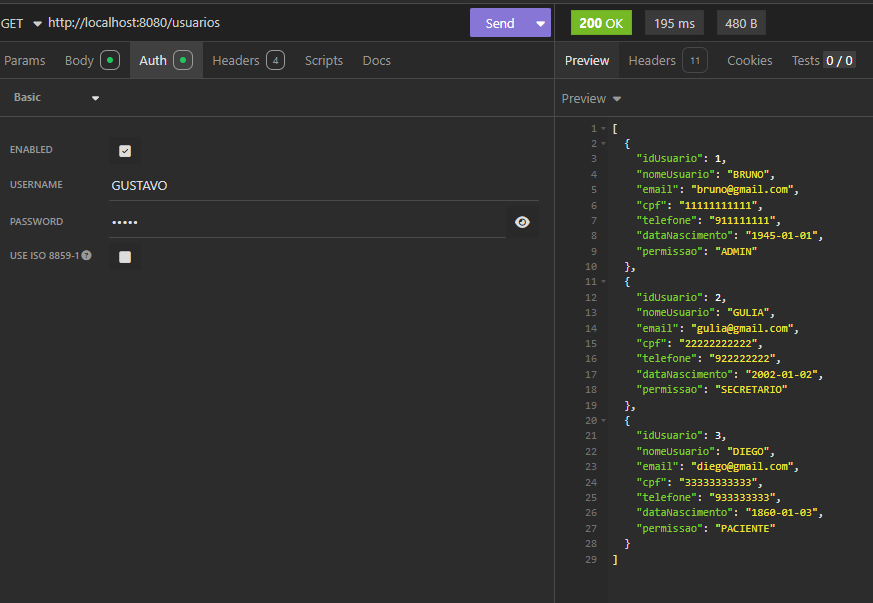 GET http://localhost:8080/usuarios Send 200 OK 195 ms 480 B
Params Body Auth Headers 4 Scripts Docs
Preview Headers 11 Cookies Tests 0 / 0
Basic
Preview
ENABLED
USERNAME GUSTAVO
PASSWORD •••••
USE ISO 8859-1 ?
1 [
2 {
3 "idUsuario": 1,
4 "nomeUsuario": "BRUNO",
5 "email": "bruno@gmail.com",
6 "cpf": "11111111111",
7 "telefone": "911111111",
8 "dataNascimento": "1945-01-01",
9 "permissao": "ADMIN"
10 },
11 {
12 "idUsuario": 2,
13 "nomeUsuario": "GULIA",
14 "email": "gulia@gmail.com",
15 "cpf": "22222222222",
16 "telefone": "922222222",
17 "dataNascimento": "2002-01-02",
18 "permissao": "SECRETARIO"
19 },
20 {
21 "idUsuario": 3,
22 "nomeUsuario": "DIEGO",
23 "email": "diego@gmail.com",
24 "cpf": "33333333333",
25 "telefone": "933333333",
26 "dataNascimento": "1860-01-03",
27 "permissao": "PACIENTE"
28 }
29 ]